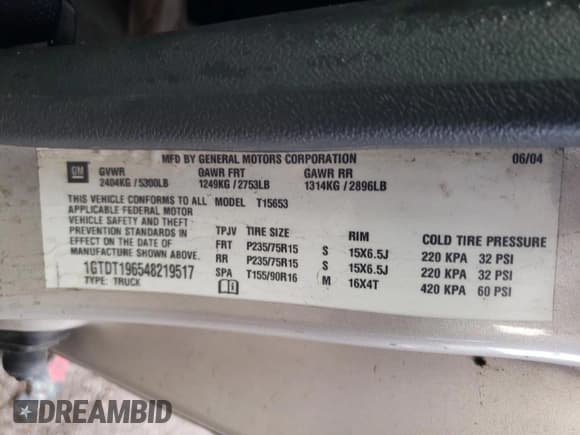 MFD BY GENERAL MOTORS CORPORATION 06/04
GM GVWR GAWR FRT GAWR RR
2404KG / 5300LB 1249KG / 2753LB 1314KG / 2896LB
THIS VEHICLE CONFORMS TO ALL MODEL T15653
APPLICABLE FEDERAL MOTOR
VEHICLE SAFETY AND THEFT
PREVENTION STANDARDS IN
EFFECT ON THE DATE OF
MANUFACTURE SHOWN ABOVE.
1GTDT196548219517
TYPE: TRUCK
TPJV TIRE SIZE RIM COLD TIRE PRESSURE
FRT P235/75R15 S 15X6.5J 220 KPA 32 PSI
RR P235/75R15 S 15X6.5J 220 KPA 32 PSI
SPA T155/90R16 M 16X4T 420 KPA 60 PSI
DREAMBID